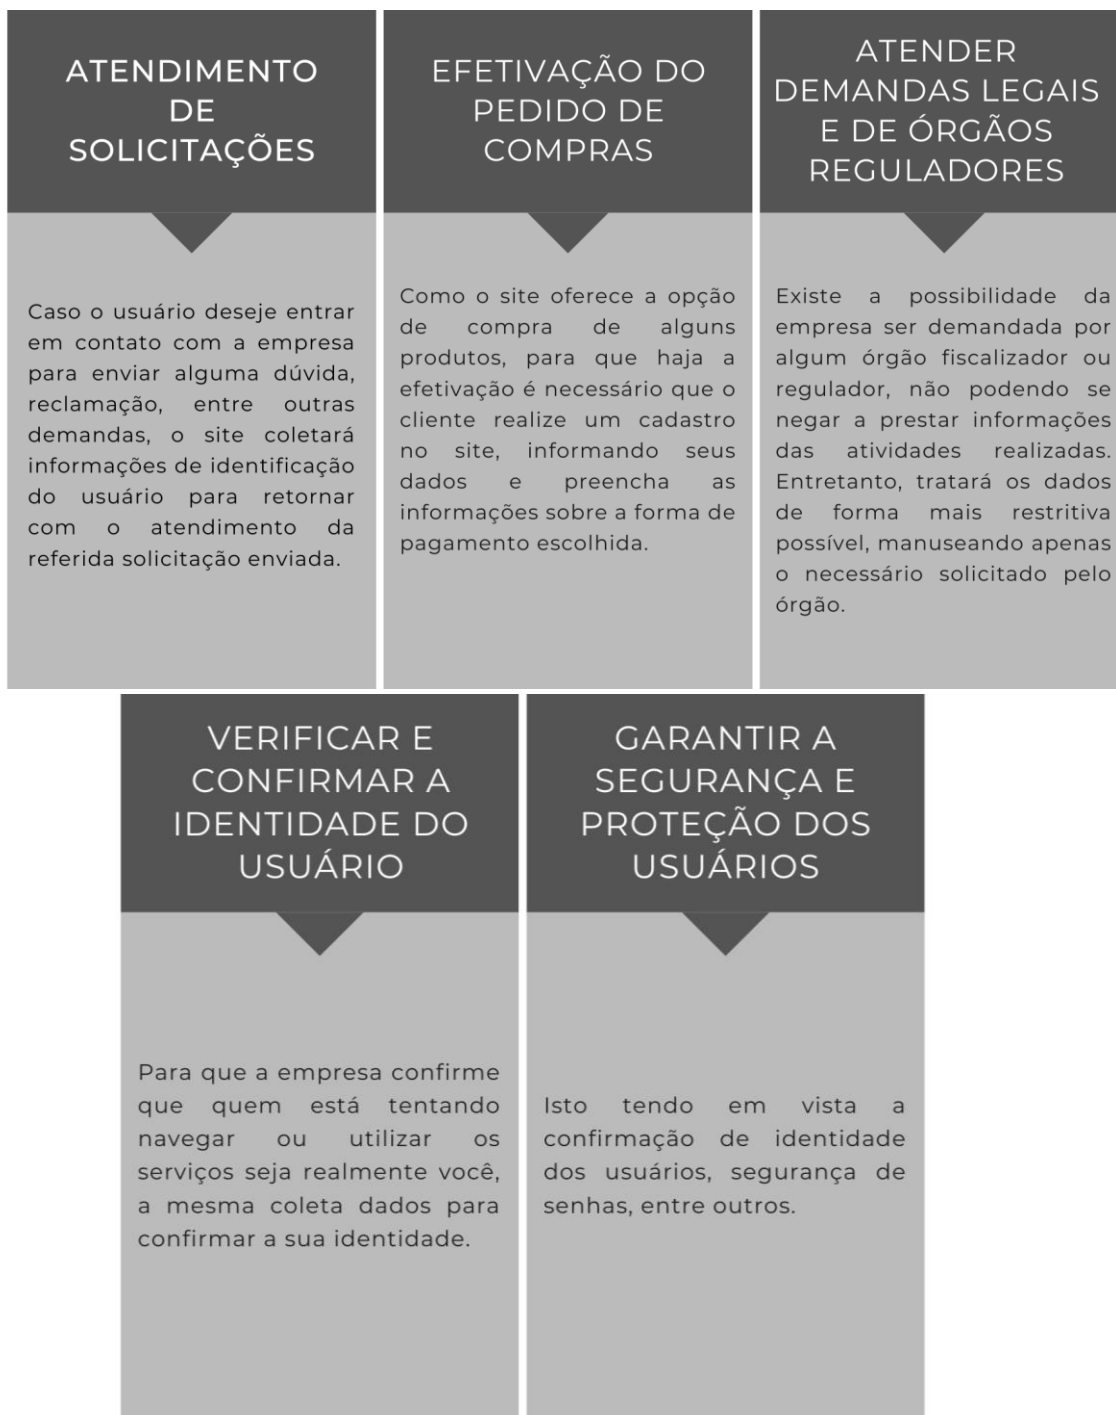 ATENDIMENTO
DE
SOLICITAÇÕES
Caso o usuário deseje entrar
em contato com a empresa
para enviar alguma dúvida,
reclamação, entre outras
demandas, o site coletará
informações de identificação
do usuário para retornar
com o atendimento da
referida solicitação enviada.
EFETIVAÇÃO DO
PEDIDO DE
COMPRAS
Como o site oferece a opção
de compra de alguns
produtos, para que haja a
efetivação é necessário que o
cliente realize um cadastro
no site, informando seus
dados e preencha as
informações sobre a forma de
pagamento escolhida.
ATENDER
DEMANDAS LEGAIS
E DE ÓRGÃOS
REGULADORES
Existe a possibilidade da
empresa ser demandada por
algum órgão fiscalizador ou
regulador, não podendo se
negar a prestar informações
das atividades realizadas.
Entretanto, tratará os dados
de forma mais restritiva
possível, manuseando apenas
o necessário solicitado pelo
órgão.
VERIFICAR E
CONFIRMAR A
IDENTIDADE DO
USUÁRIO
Para que a empresa confirme
que quem está tentando
navegar ou utilizar os
serviços seja realmente você,
a mesma coleta dados para
confirmar a sua identidade.
GARANTIR A
SEGURANÇA E
PROTEÇÃO DOS
USUÁRIOS
Isto tendo em vista a
confirmação de identidade
dos usuários, segurança de
senhas, entre outros.